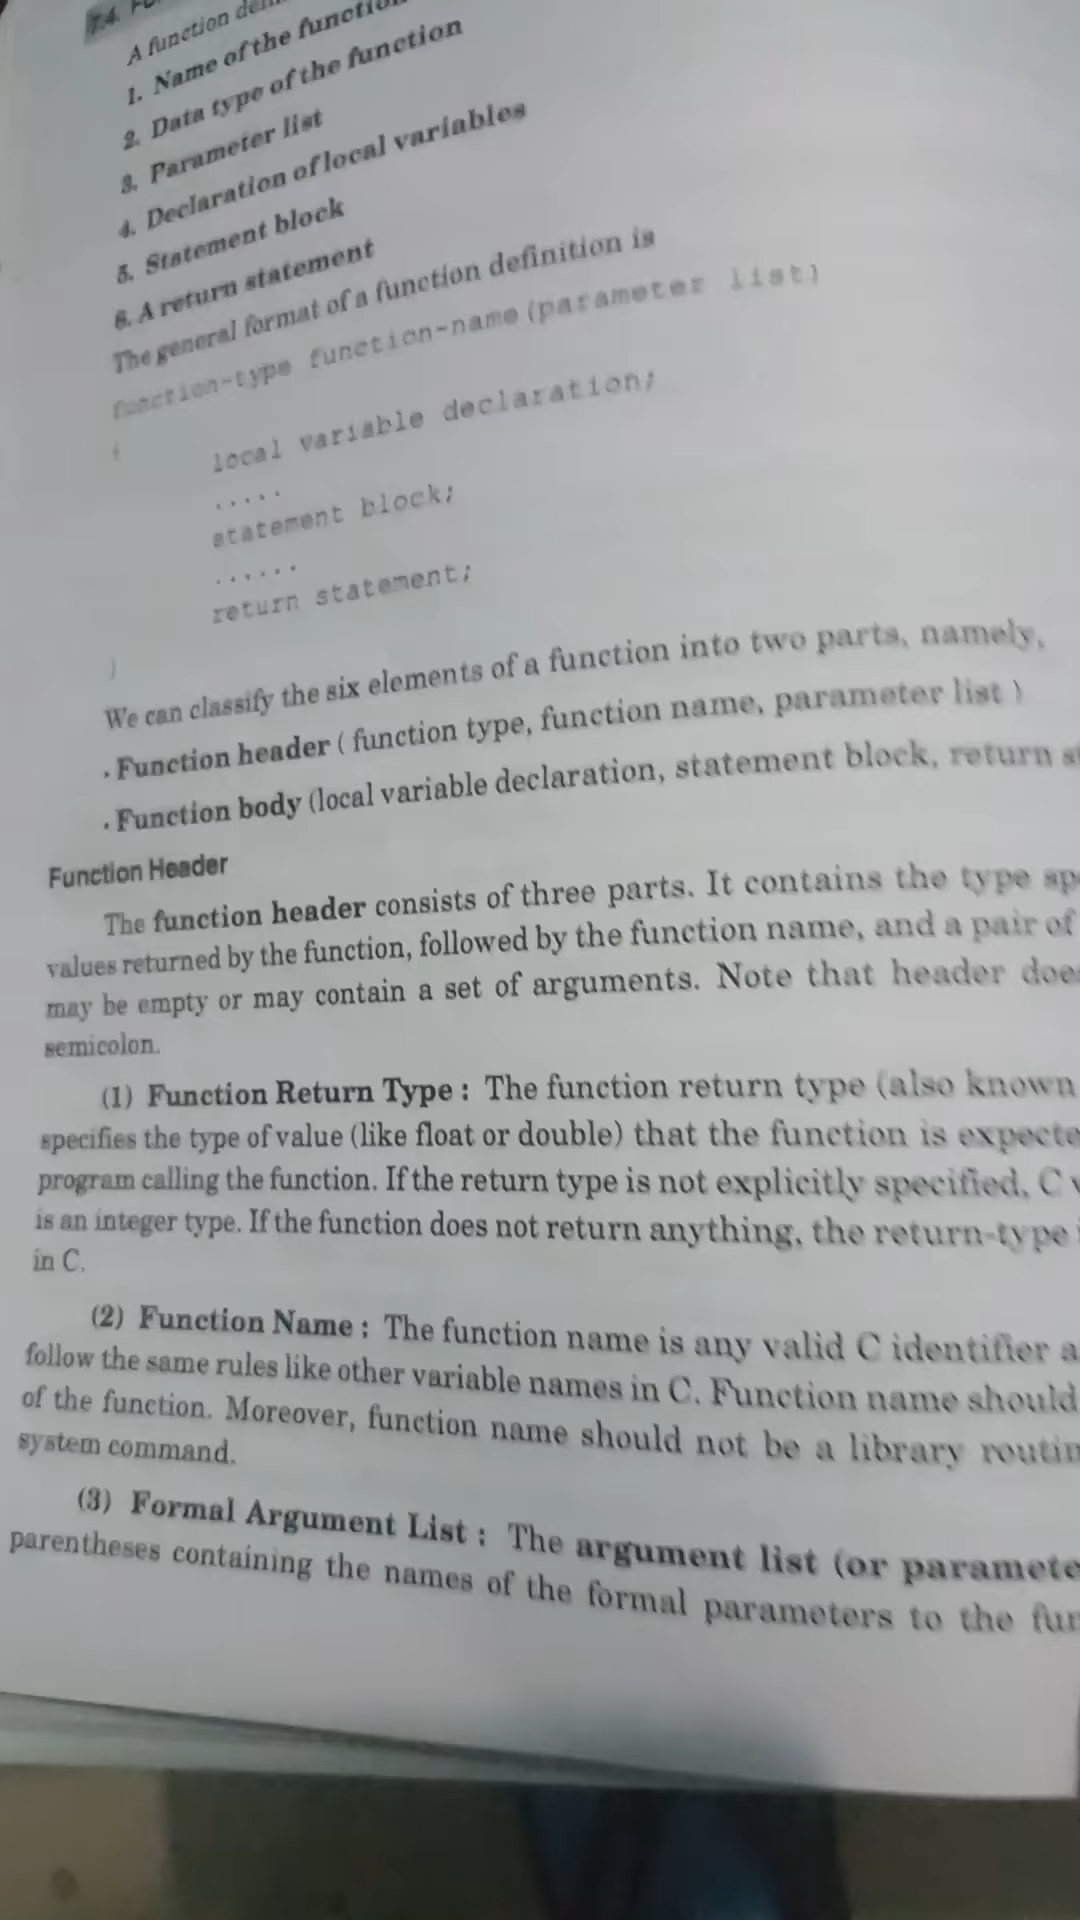 7.4.
A function
1. Name of the
2. Data type of the function
3. Parameter list
4. Declaration of local variables
5. Statement block
6. A return statement
The general format of a function definition is
function-type function-name(parameter list)
{
local variable declaration;
.....
statement block;
......
return statement;
}
We can classify the six elements of a function into two parts, namely,
. Function header ( function type, function name, parameter list )
. Function body (local variable declaration, statement block, return
Function Header
The function header consists of three parts. It contains the type
values returned by the function, followed by the function name, and a pair of
may be empty or may contain a set of arguments. Note that header
semicolon.
(1) Function Return Type : The function return type (also known
specifies the type of value (like float or double) that the function is
program calling the function. If the return type is not explicitly specified, C
is an integer type. If the function does not return anything, the return-type
in C.
(2) Function Name : The function name is any valid C identifier
follow the same rules like other variable names in C. Function name should
of the function. Moreover, function name should not be a library
system command.
(3) Formal Argument List : The argument list (or
parentheses containing the names of the formal parameters to the